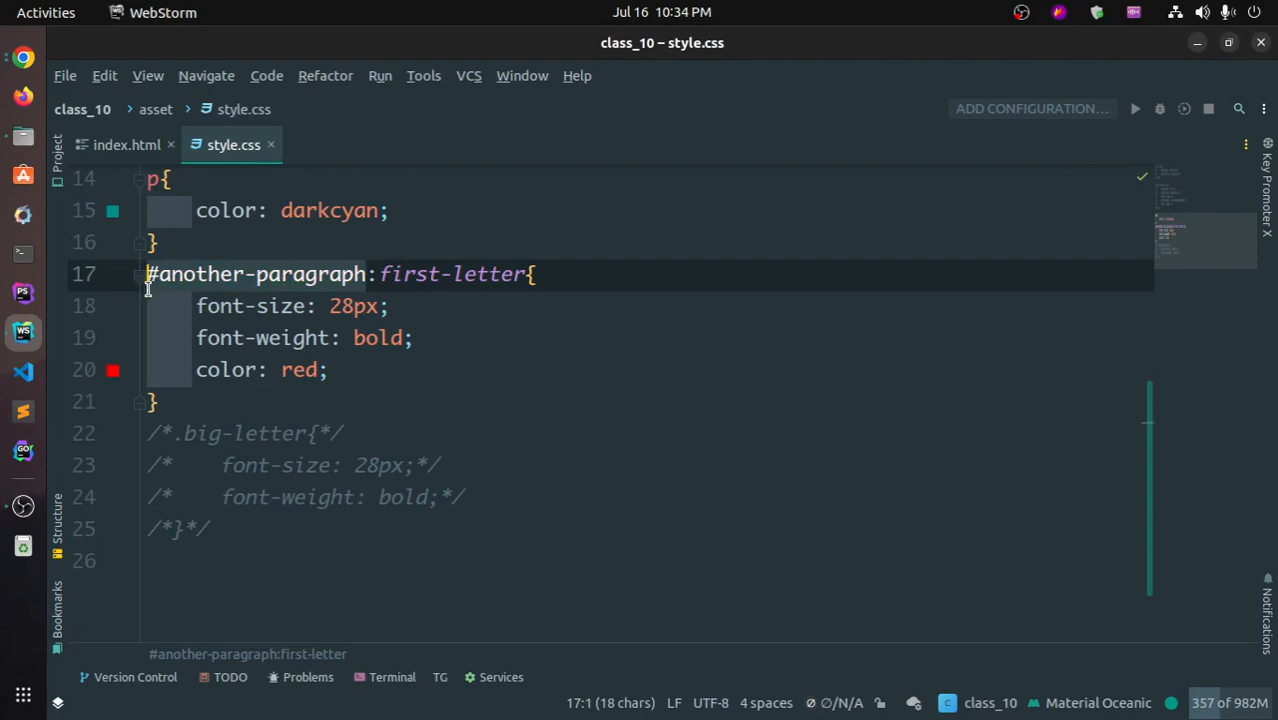 Activities WebStorm Jul 16 10:34 PM
class_10 – style.css
File Edit View Navigate Code Refactor Run Tools VCS Window Help
class_10 asset style.css ADD CONFIGURATION...
index.html style.css
Project
Key Promoter X
14 p{
15 color: darkcyan;
16 }
17 #another-paragraph:first-letter{
18 font-size: 28px;
19 font-weight: bold;
20 color: red;
21 }
22 /*.big-letter{*/
23 /*    font-size: 28px;*/
24 /*    font-weight: bold;*/
25 /*}*/
26
Structure
Bookmarks
Notifications
#another-paragraph:first-letter
Version Control TODO Problems Terminal TG Services
17:1 (18 chars) LF UTF-8 4 spaces ∅/N/A C class_10 Material Oceanic 357 of 982M